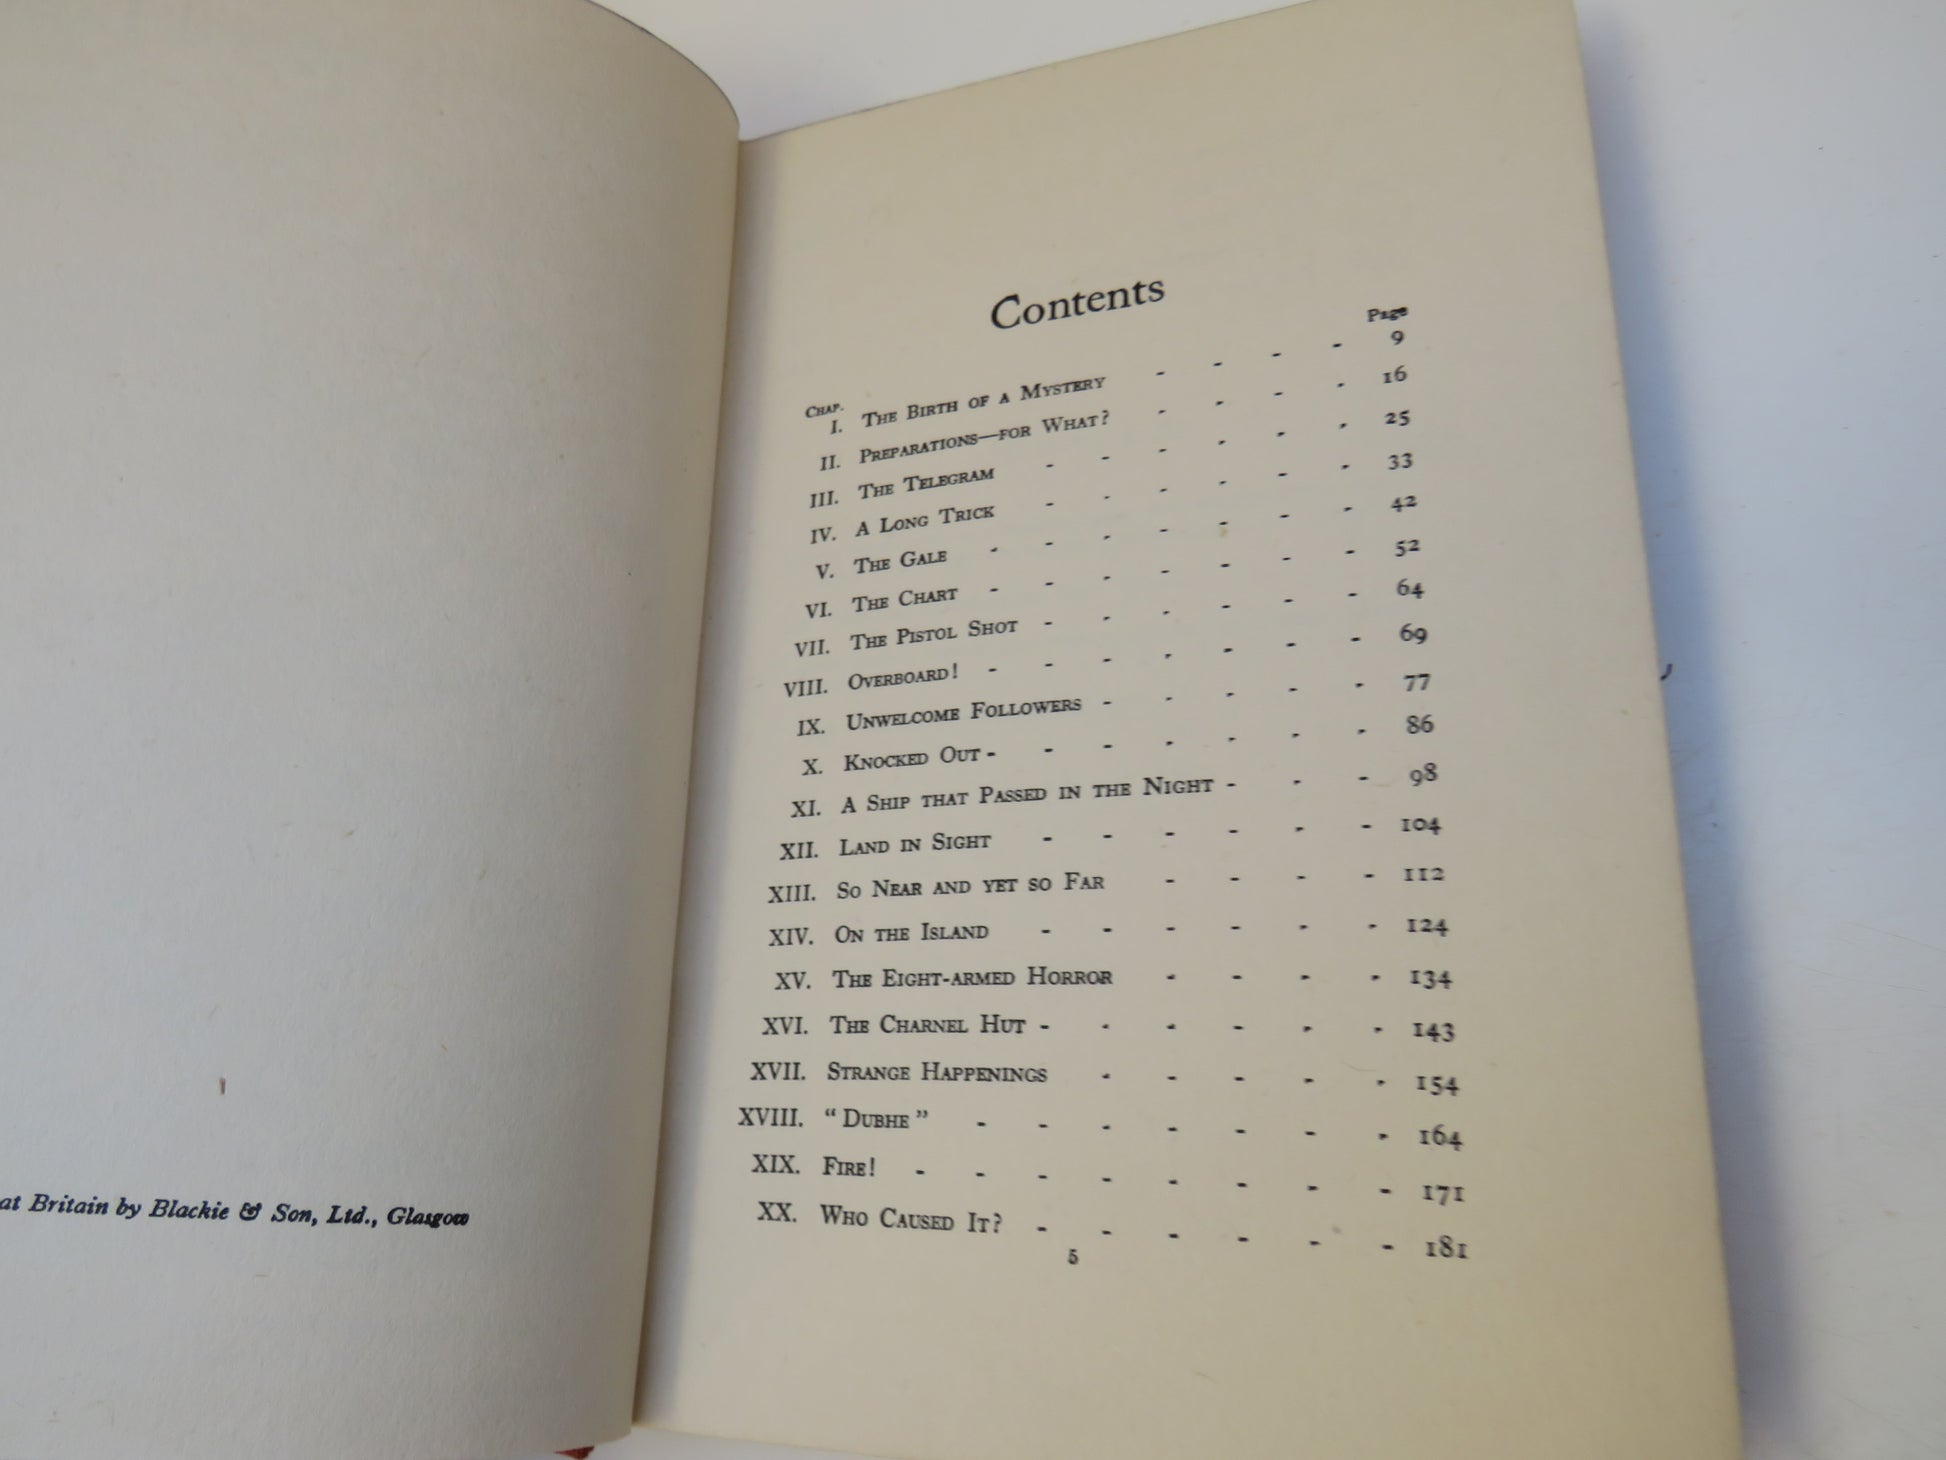 at Britain by Blackie & Son, Ltd., Glasgow
Contents
Page
Chap.
I. The Birth of a Mystery - - - - 9
II. Preparations—for What? - - - - 16
III. The Telegram - - - - - - 25
IV. A Long Trick - - - - - - 33
V. The Gale - - - - - - - 42
VI. The Chart - - - - - - - 52
VII. The Pistol Shot - - - - - - 64
VIII. Overboard! - - - - - - - 69
IX. Unwelcome Followers - - - - - 77
X. Knocked Out - - - - - - - 86
XI. A Ship that Passed in the Night - - - 98
XII. Land in Sight - - - - - - 104
XIII. So Near and yet so Far - - - - 112
XIV. On the Island - - - - - - 124
XV. The Eight-armed Horror - - - - 134
XVI. The Charnel Hut - - - - - - 143
XVII. Strange Happenings - - - - - 154
XVIII. "Dubhe" - - - - - - - - 164
XIX. Fire! - - - - - - - - - 171
XX. Who Caused It? - - - - - - - 181
5